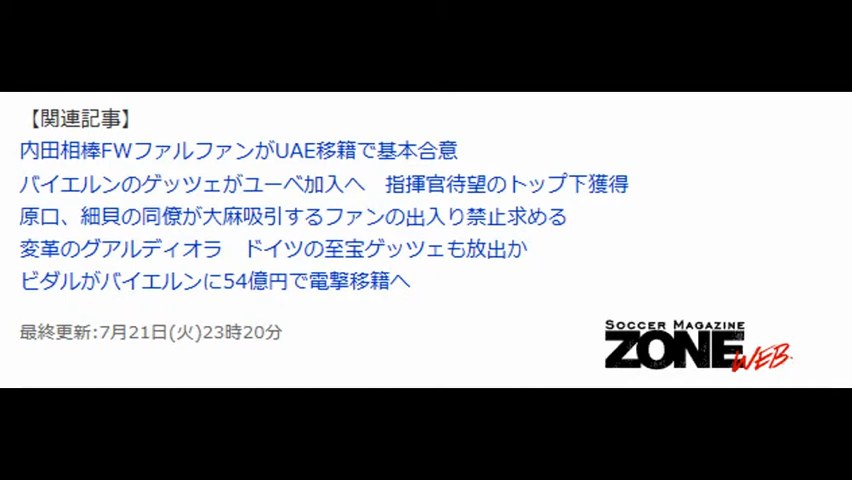 【関連記事】
内田相棒FWファルファンがUAE移籍で基本合意
バイエルンのゲッツェがユーベ加入へ　指揮官待望のトップ下獲得
原口、細貝の同僚が大麻吸引するファンの出入り禁止求める
変革のグアルディオラ　ドイツの至宝ゲッツェも放出か
ビダルがバイエルンに54億円で電撃移籍へ
最終更新:7月21日(火)23時20分
SOCCER MAGAZINE
ZONE WEB